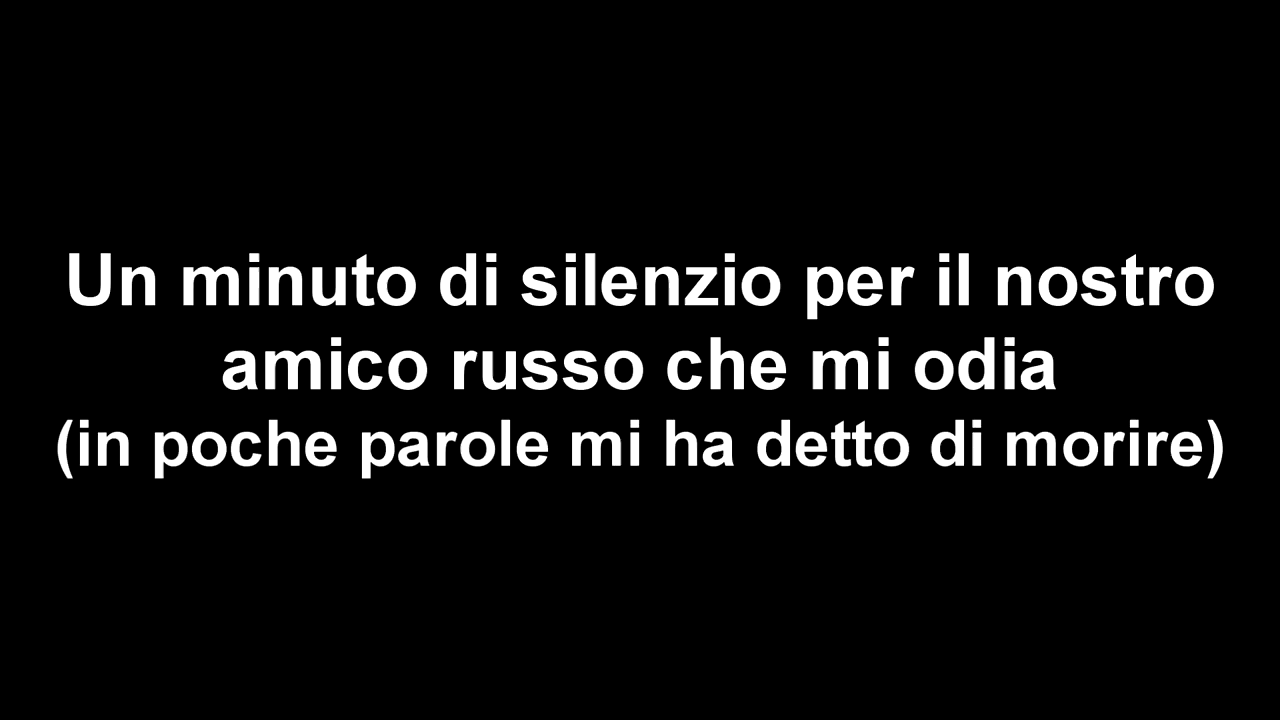 Un minuto di silenzio per il nostro
amico russo che mi odia
(in poche parole mi ha detto di morire)